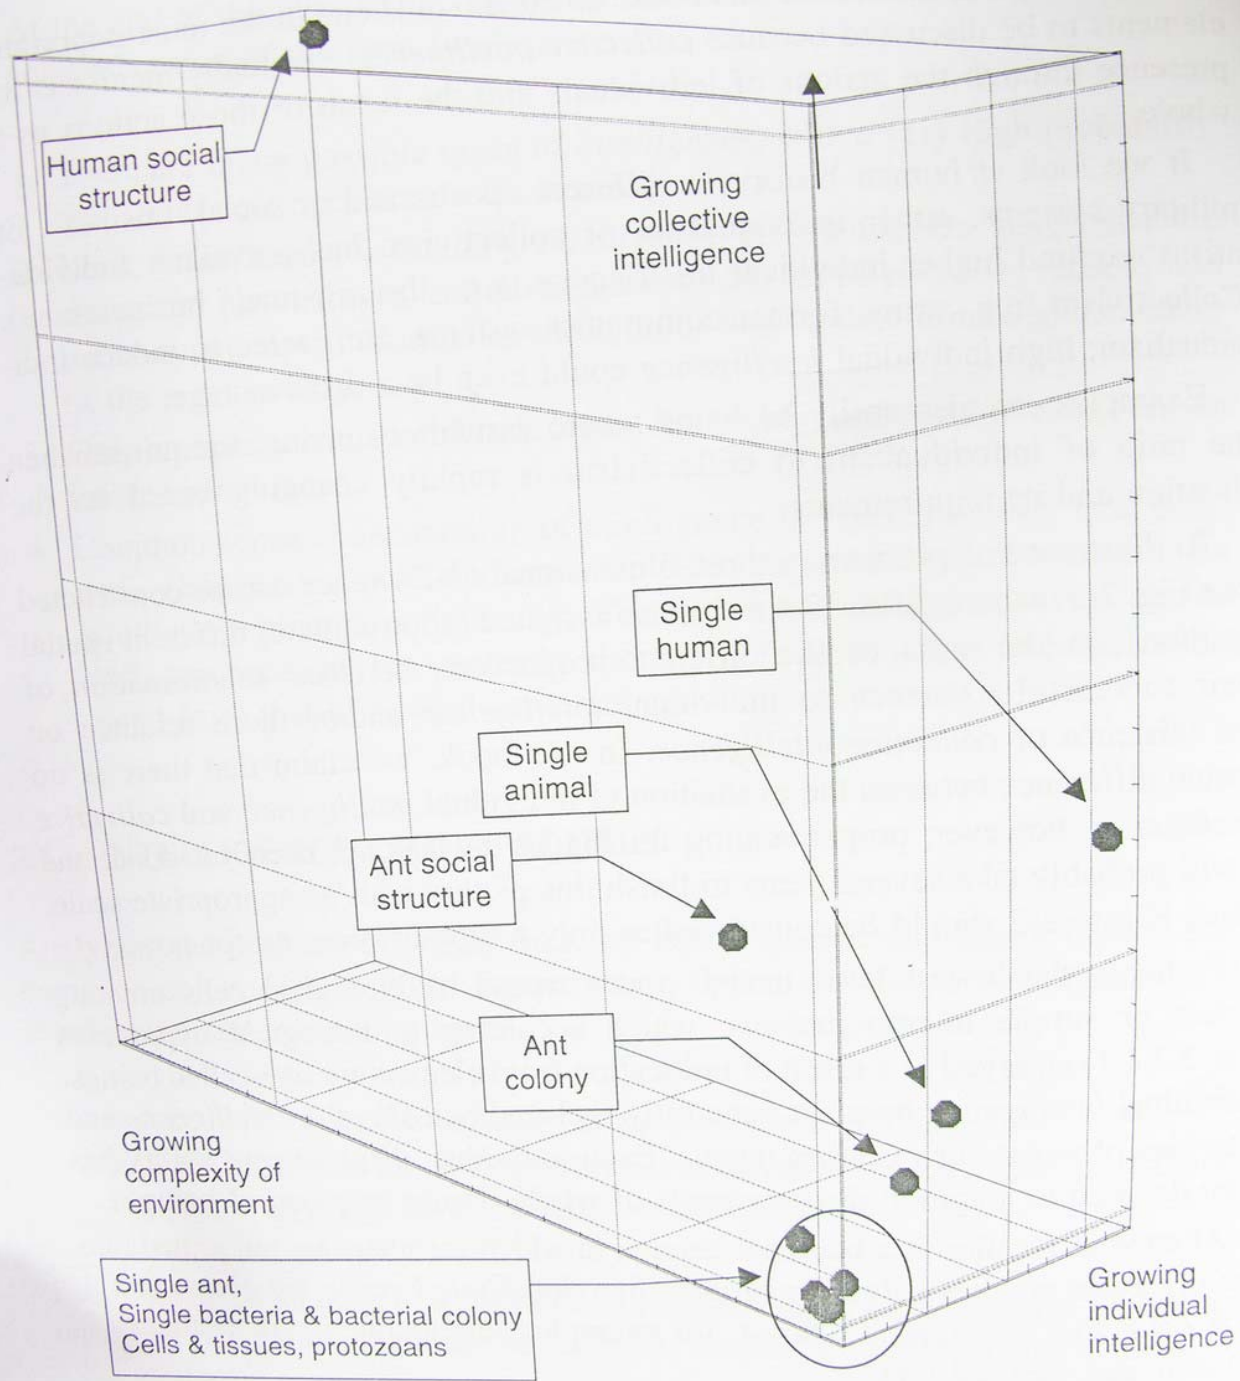 Human social
structure
Growing
collective
intelligence
Single
human
Single
animal
Ant social
structure
Ant
colony
Growing
complexity of
environment
Single ant,
Single bacteria & bacterial colony
Cells & tissues, protozoans
Growing
individual
intelligence